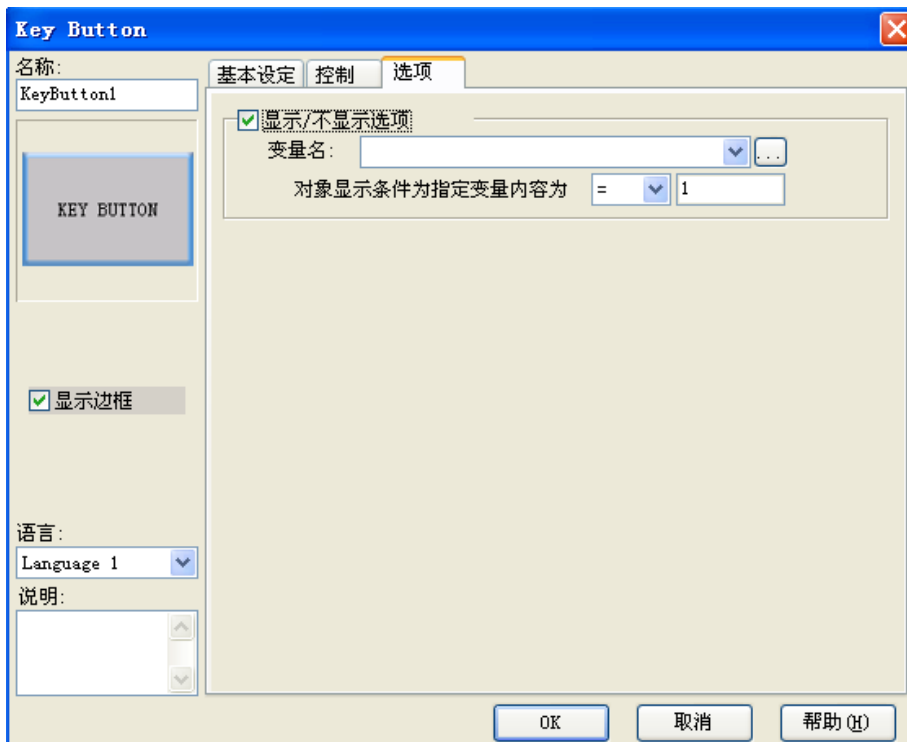 Key Button
名称:
KeyButton1
基本设定 控制 选项
KEY BUTTON
显示/不显示选项
变量名: ...
对象显示条件为指定变量内容为 = 1
显示边框
语言:
Language 1
说明:
OK 取消 帮助(H)